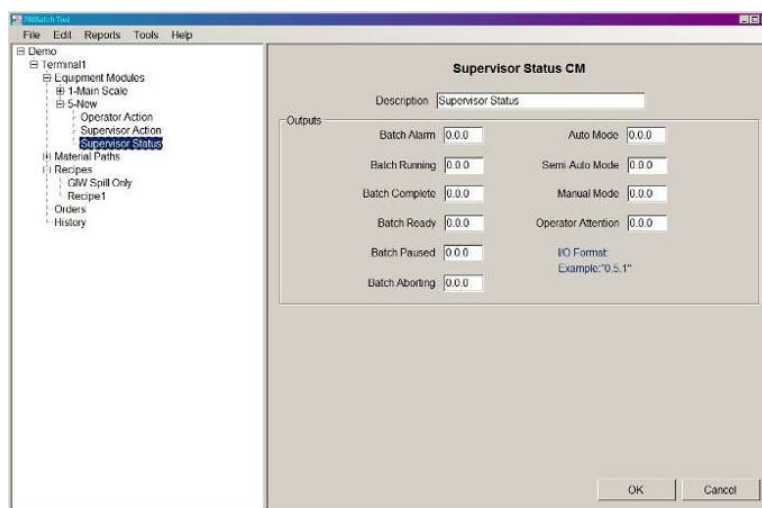 780Batch Tool
File Edit Reports Tools Help
Demo
Terminal1
Equipment Modules
1-Main Scale
5-New
Operator Action
Supervisor Action
Supervisor Status
Material Paths
Recipes
GIW Spill Only
Recipe1
Orders
History
Supervisor Status CM
Description Supervisor Status
Outputs
Batch Alarm 0.0.0 Auto Mode 0.0.0
Batch Running 0.0.0 Semi Auto Mode 0.0.0
Batch Complete 0.0.0 Manual Mode 0.0.0
Batch Ready 0.0.0 Operator Attention 0.0.0
Batch Paused 0.0.0 I/O Format:
Example:"0.5.1"
Batch Aborting 0.0.0
OK Cancel